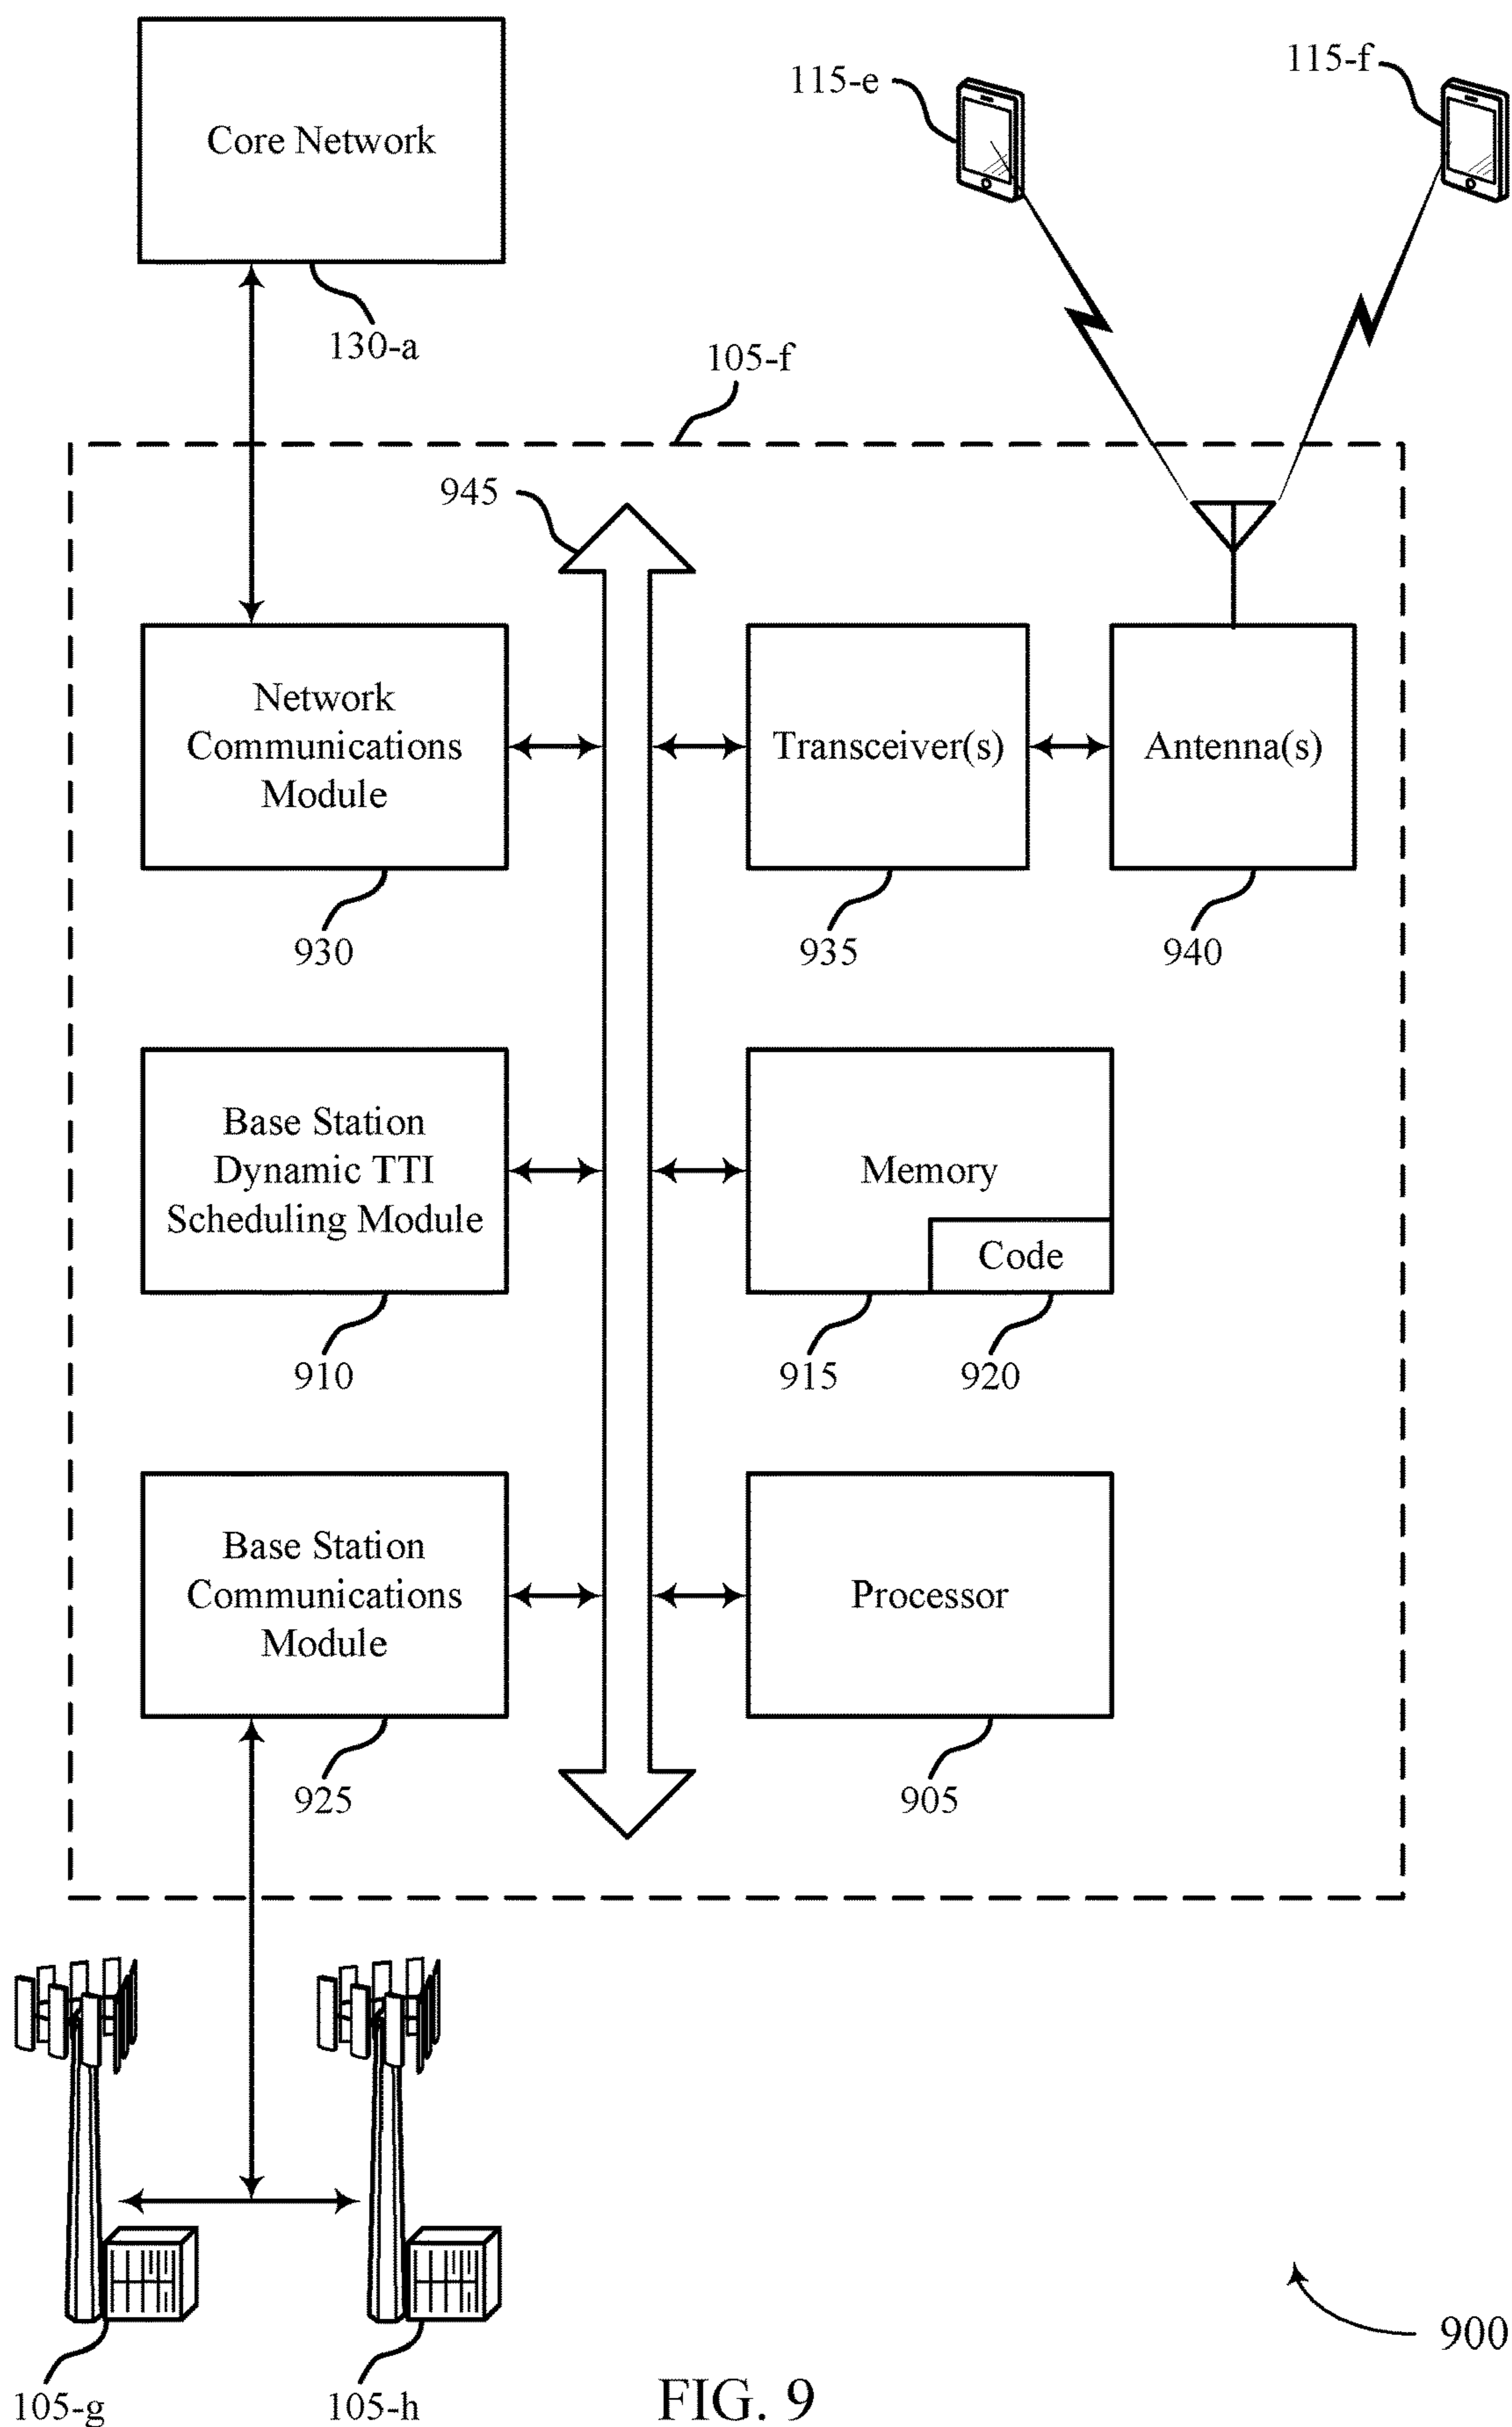 Core Network
130-a
115-e
115-f
105-f
945
Network
Communications
Module
930
Transceiver(s)
935
Antenna(s)
940
Base Station
Dynamic TTI
Scheduling Module
910
Memory
Code
915
920
Base Station
Communications
Module
925
Processor
905
105-g
105-h
900
FIG. 9